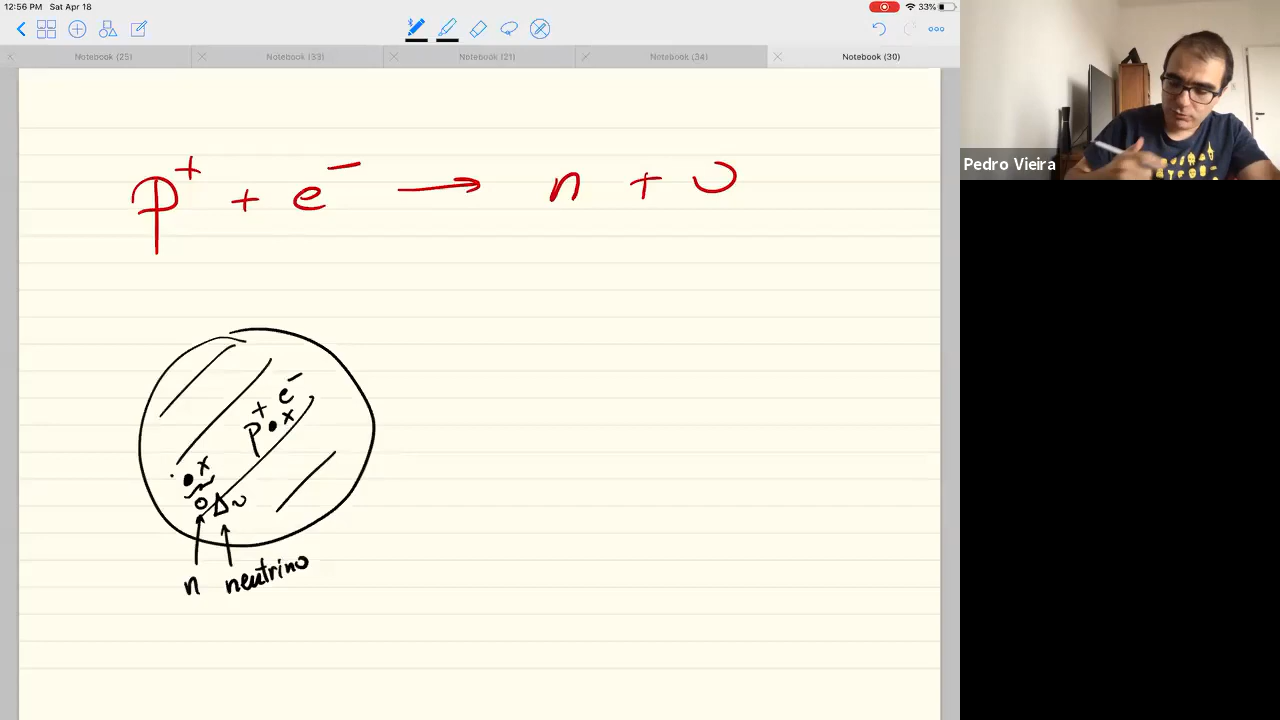 12:56 PM Sat Apr 18
33%
Notebook (25)
Notebook (33)
Notebook (21)
Notebook (34)
Notebook (30)
Pedro Vieira
p⁺ + e⁻ → n + υ
p⁺ e⁻
x
x
υ
n neutrino